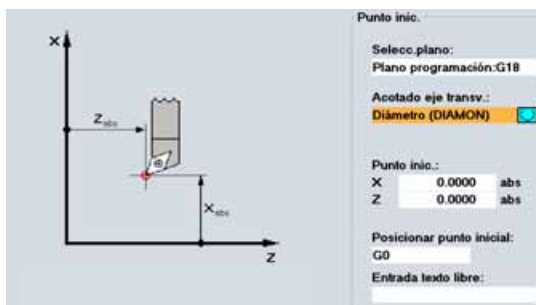 Punto inic.
X
Z abs
X abs
Z
Selecc.plano:
Plano programación:G18
Acotado eje transv.:
Diámetro (DIAMON)
Punto inic.:
X 0.0000 abs
Z 0.0000 abs
Posicionar punto inicial:
G0
Entrada texto libre: